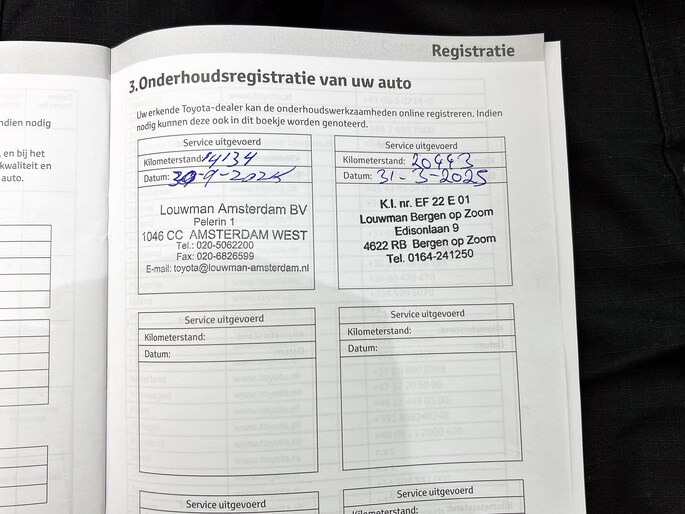 Registratie
3.Onderhoudsregistratie van uw auto
Uw erkende Toyota-dealer kan de onderhoudswerkzaamheden online registreren. Indien
nodig kunnen deze ook in dit boekje worden genoteerd.
ndien nodig
, en bij het
kwaliteit en
auto.
Service uitgevoerd
Kilometerstand: 14134
Datum: 30-9-2024
Louwman Amsterdam BV
Pelerin 1
1046 CC AMSTERDAM WEST
Tel.: 020-5062200
Fax: 020-6826599
E-mail: toyota@louwman-amsterdam.nl
Service uitgevoerd
Kilometerstand: 20443
Datum: 31-3-2025
K.I. nr. EF 22 E 01
Louwman Bergen op Zoom
Edisonlaan 9
4622 RB Bergen op Zoom
Tel. 0164-241250
Service uitgevoerd
Kilometerstand:
Datum:
Service uitgevoerd
Kilometerstand:
Datum:
Service uitgevoerd
Service uitgevoerd
Kilometerstand: